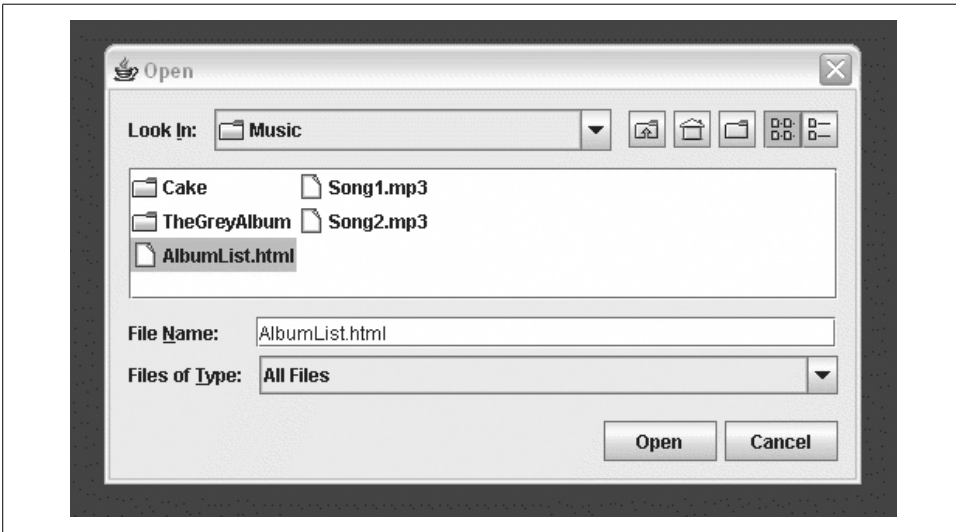 Open
Look In: Music
Cake Song1.mp3
TheGreyAlbum Song2.mp3
AlbumList.html
File Name: AlbumList.html
Files of Type: All Files
Open Cancel